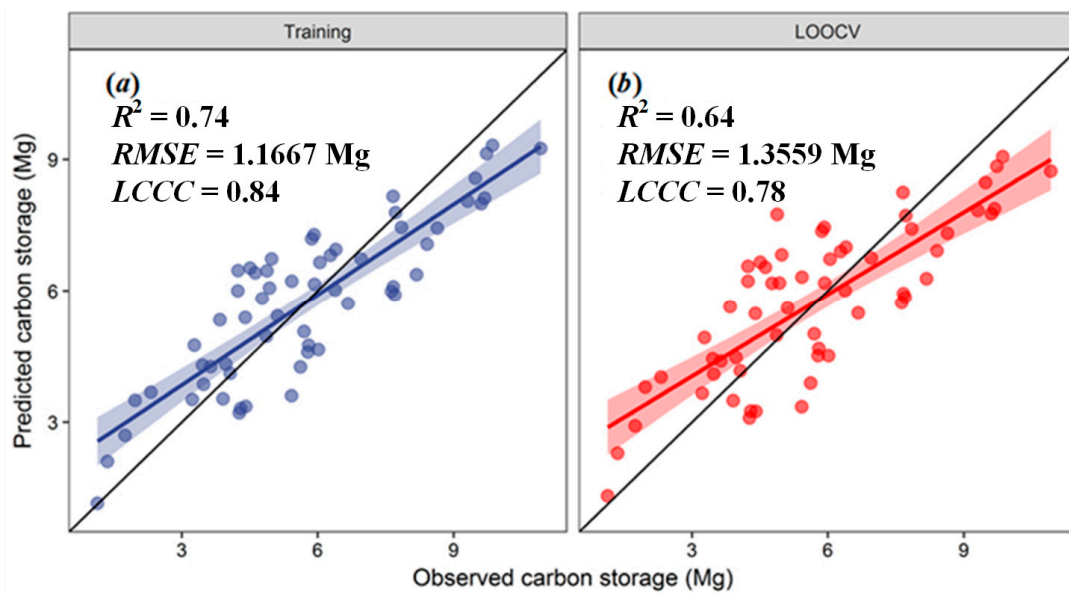 Training
LOOCV
(a)
R² = 0.74
RMSE = 1.1667 Mg
LCCC = 0.84
(b)
R² = 0.64
RMSE = 1.3559 Mg
LCCC = 0.78
Predicted carbon storage (Mg)
9
6
3
3
6
9
3
6
9
Observed carbon storage (Mg)